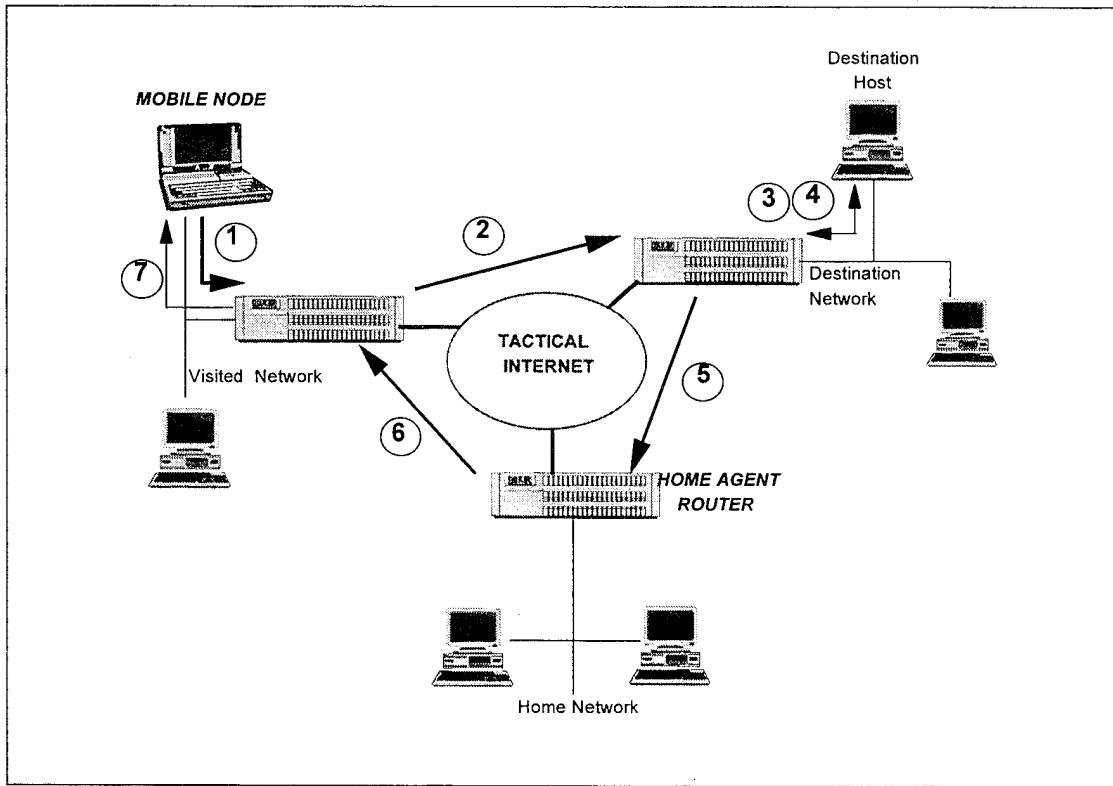 Destination
Host
MOBILE NODE
3
4
2
1
7
Destination
Network
TACTICAL
INTERNET
5
Visited Network
6
HOME AGENT
ROUTER
Home Network